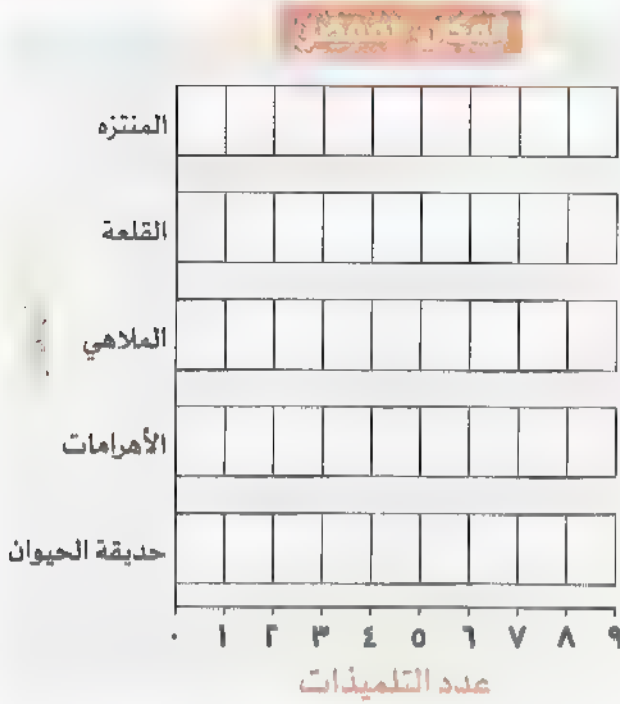 المنتزه
القلعة
الملاهي
الأهرامات
حديقة الحيوان
٠ ١ ٢ ٣ ٤ ٥ ٦ ٧ ٨ ٩
عدد التلميذات